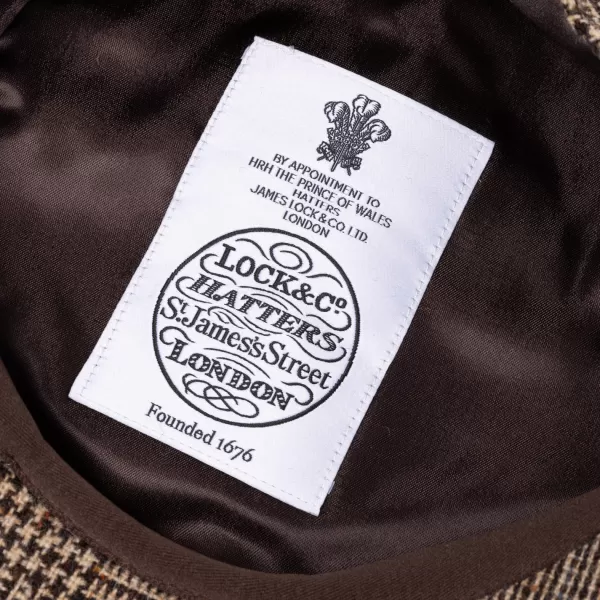 BY APPOINTMENT TO
HRH THE PRINCE OF WALES
HATTERS
JAMES LOCK & CO. LTD.
LONDON
LOCK & Co
HATTERS
St. James's Street
LONDON
Founded 1676